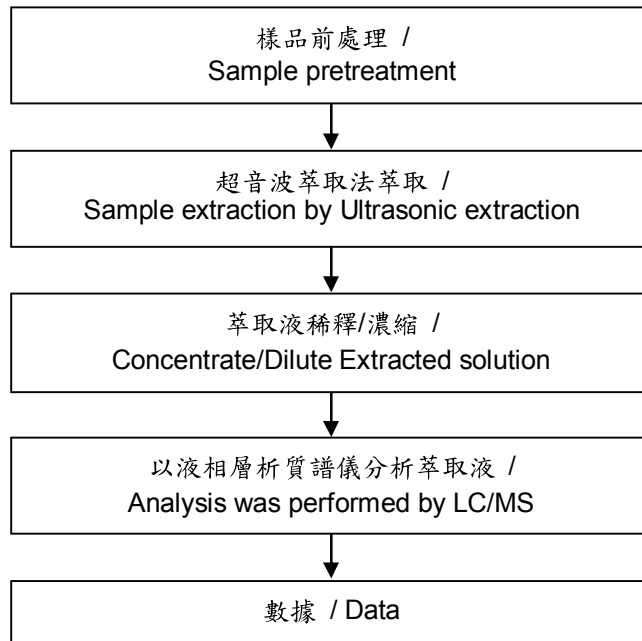 樣品前處理 /
Sample pretreatment
超音波萃取法萃取 /
Sample extraction by Ultrasonic extraction
萃取液稀釋/濃縮 /
Concentrate/Dilute Extracted solution
以液相層析質譜儀分析萃取液 /
Analysis was performed by LC/MS
數據 / Data